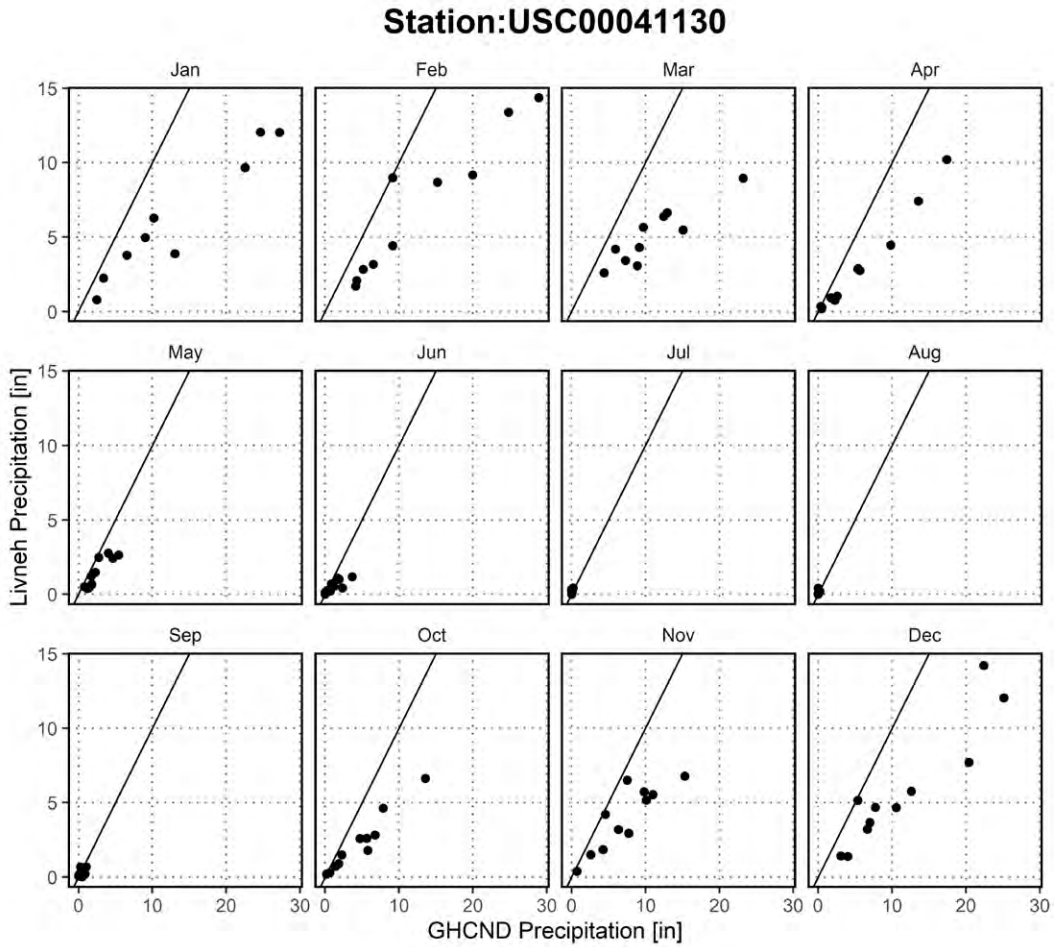 Station:USC00041130
Jan Feb Mar Apr
15
10
5
0
May Jun Jul Aug
15
10
5
0
Sep Oct Nov Dec
15
10
5
0
0 10 20 30 0 10 20 30 0 10 20 30 0 10 20 30
Livneh Precipitation [in]
GHCND Precipitation [in]